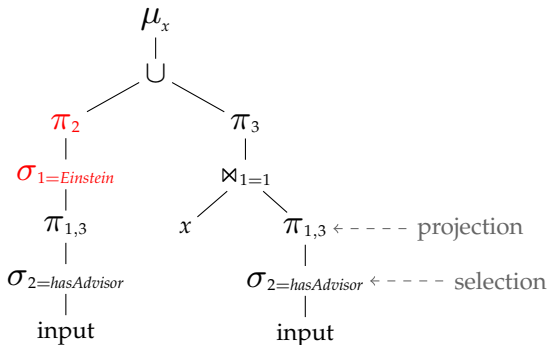 μx
∪
π2 π3
σ1=Einstein ⋈1=1
π1,3 x π1,3 projection
σ2=hasAdvisor σ2=hasAdvisor selection
input input